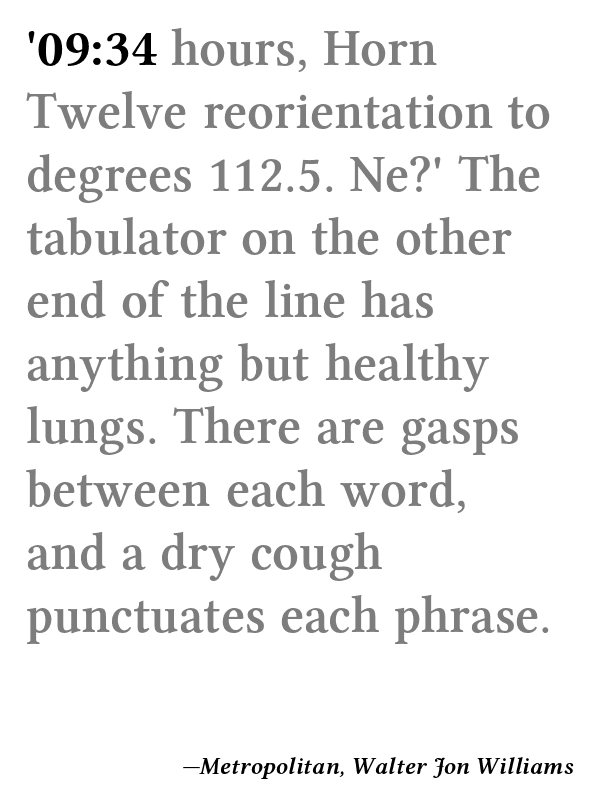 '09:34 hours, Horn
Twelve reorientation to
degrees 112.5. Ne?' The
tabulator on the other
end of the line has
anything but healthy
lungs. There are gasps
between each word,
and a dry cough
punctuates each phrase.
—Metropolitan, Walter Jon Williams